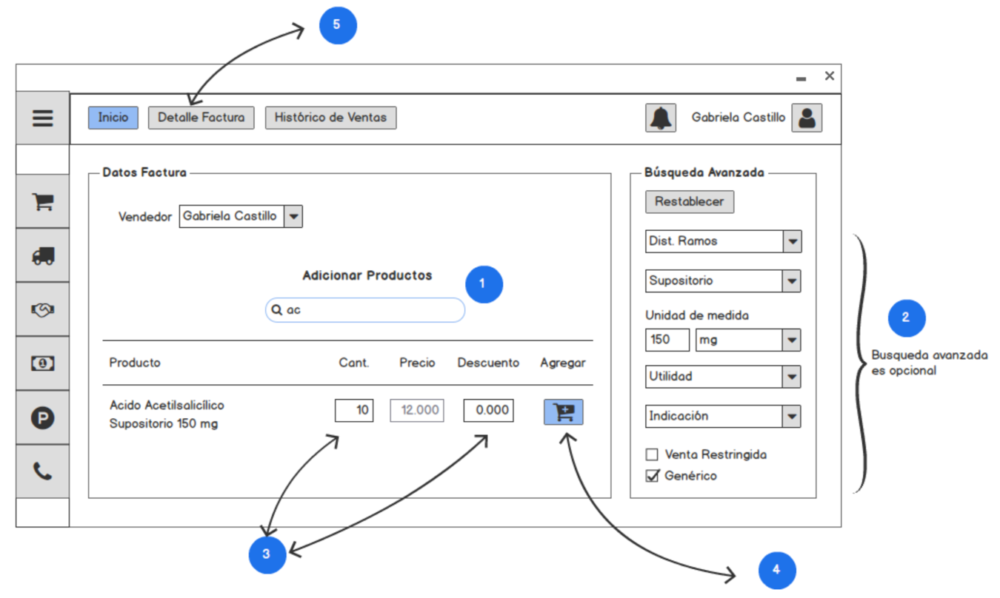 5
Inicio
Detalle Factura
Histórico de Ventas
Gabriela Castillo
Datos Factura
Vendedor
Gabriela Castillo
Adicionar Productos
1
ac
Producto
Cant.
Precio
Descuento
Agregar
Acido Acetilsalicílico
Supositorio 150 mg
10
12.000
0.000
Búsqueda Avanzada
Restablecer
Dist. Ramos
Supositorio
Unidad de medida
150
mg
Utilidad
Indicación
Venta Restringida
Genérico
2
Busqueda avanzada
es opcional
P
3
4